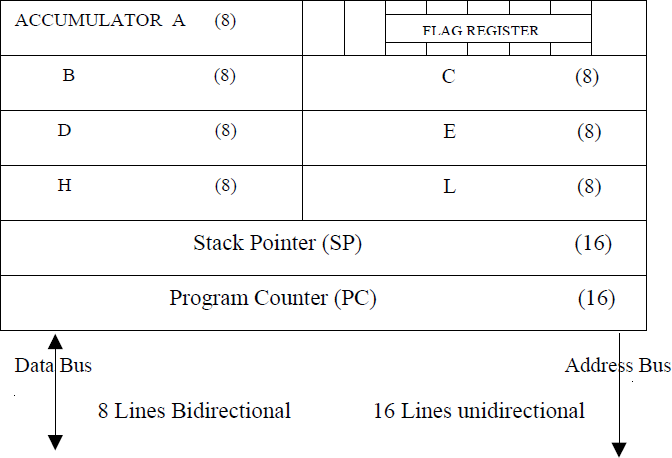 ACCUMULATOR A (8) FLAG REGISTER
B (8) C (8)
D (8) E (8)
H (8) L (8)
Stack Pointer (SP) (16)
Program Counter (PC) (16)
Data Bus Address Bus
8 Lines Bidirectional 16 Lines unidirectional